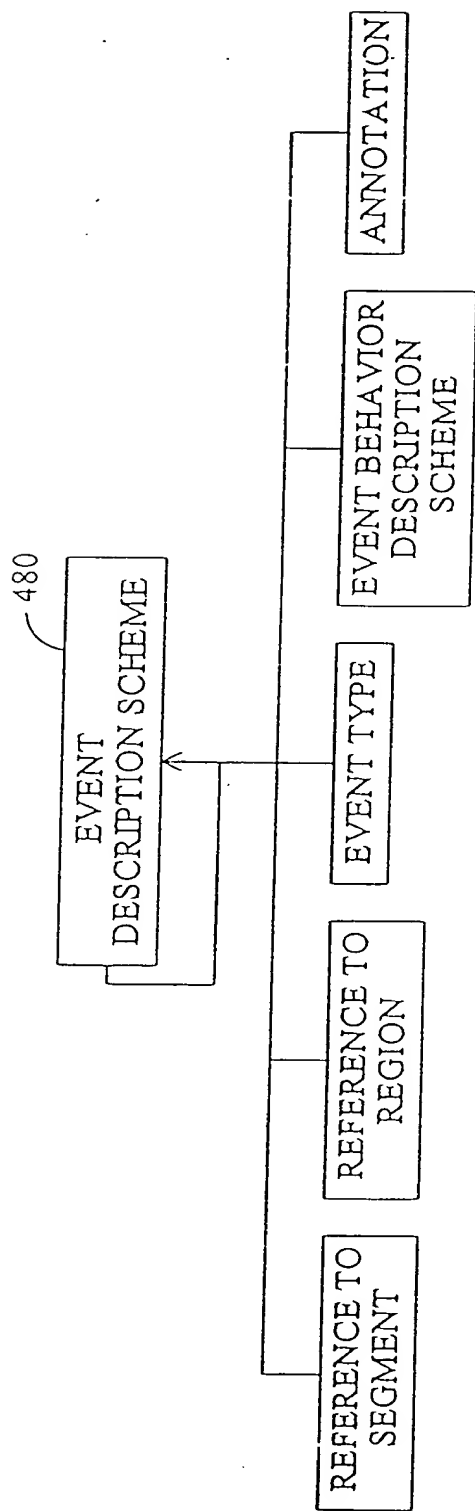 480
EVENT
DESCRIPTION SCHEME
REFERENCE TO
SEGMENT
REFERENCE TO
REGION
EVENT TYPE
EVENT BEHAVIOR
DESCRIPTION
SCHEME
ANNOTATION